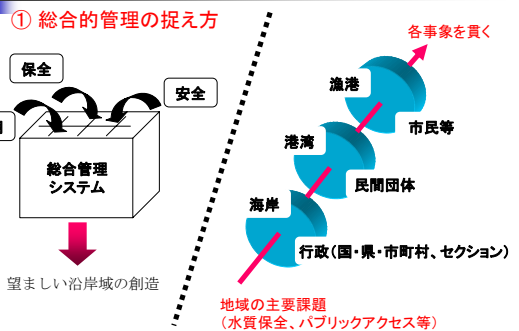 ① 総合的管理の捉え方
保全
安全
総合管理
システム
望ましい沿岸域の創造
各事象を貫く
漁港
市民等
港湾
民間団体
海岸
行政（国・県・市町村、セクション）
地域の主要課題
（水質保全、パブリックアクセス等）